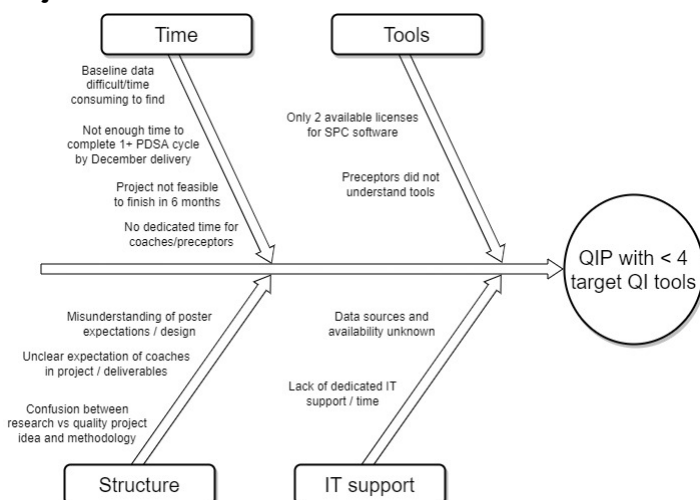 Time
Tools
Baseline data
difficult/time
consuming to find
Not enough time to
complete 1+ PDSA cycle
by December delivery
Project not feasible
to finish in 6 months
No dedicated time for
coaches/preceptors
Only 2 available licenses
for SPC software
Preceptors did not
understand tools
QIP with < 4
target QI tools
Misunderstanding of poster
expectations / design
Unclear expectation of coaches
in project / deliverables
Confusion between
research vs quality project
idea and methodology
Data sources and
availability unknown
Lack of dedicated IT
support / time
Structure
IT support